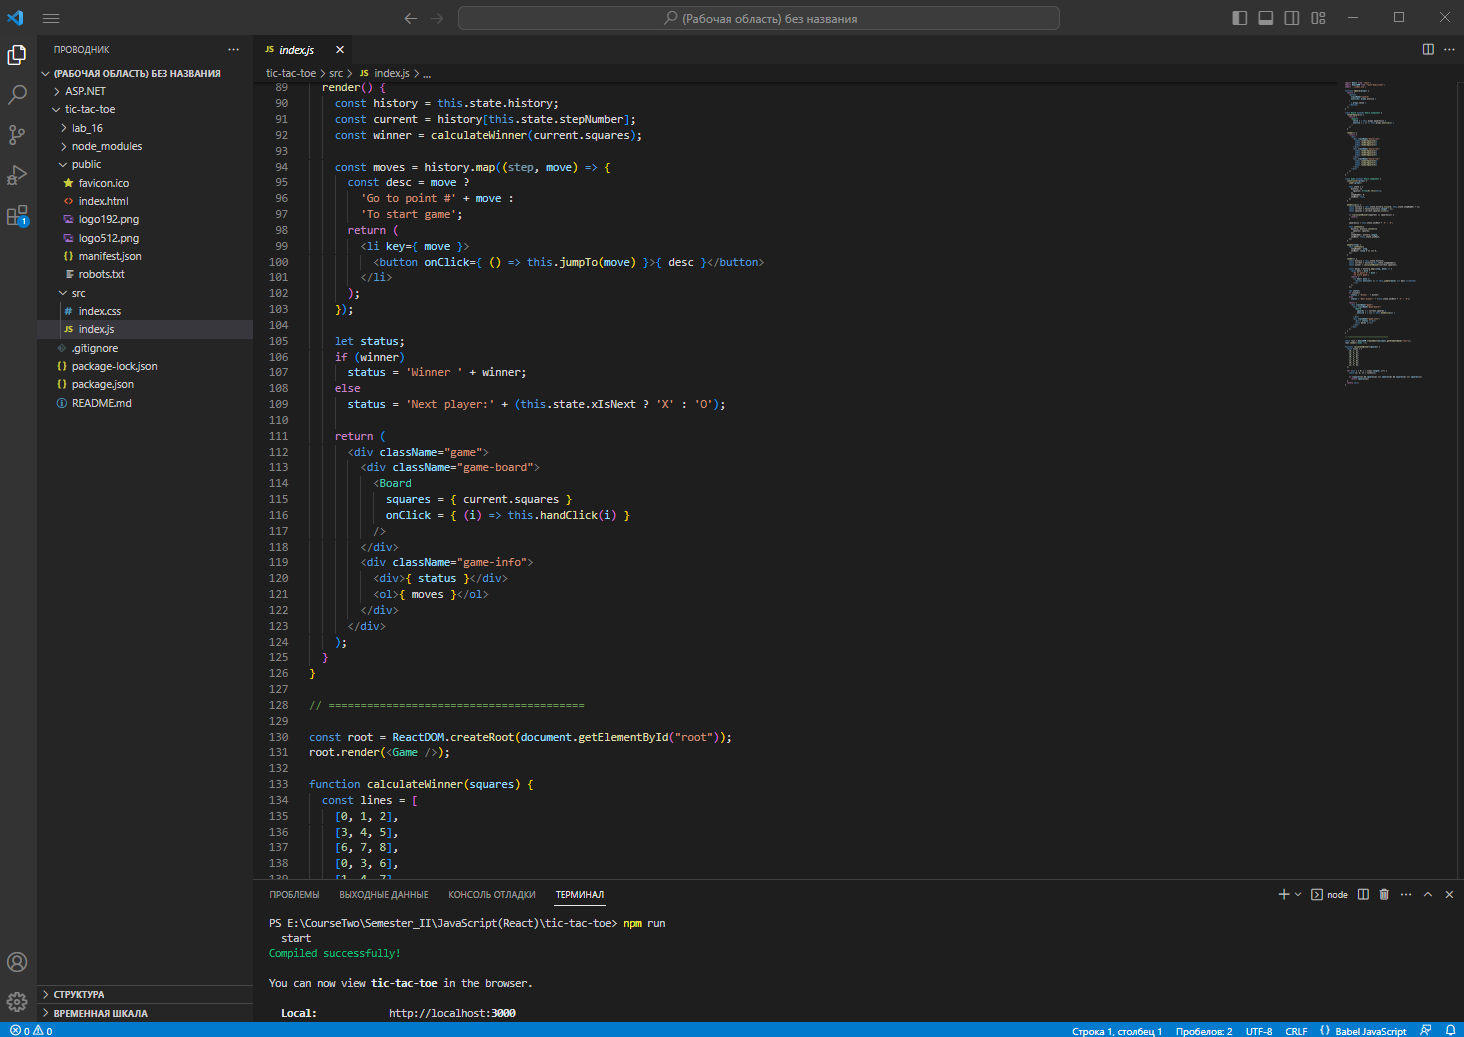 (Рабочая область) без названия
ПРОВОДНИК
(РАБОЧАЯ ОБЛАСТЬ) БЕЗ НАЗВАНИЯ
ASP.NET
tic-tac-toe
lab_16
node_modules
public
favicon.ico
index.html
logo192.png
logo512.png
manifest.json
robots.txt
src
index.css
index.js
.gitignore
package-lock.json
package.json
README.md
СТРУКТУРА
ВРЕМЕННАЯ ШКАЛА
1
JS index.js
tic-tac-toe > src > JS index.js > ...
89 render() {
90 const history = this.state.history;
91 const current = history[this.state.stepNumber];
92 const winner = calculateWinner(current.squares);
93
94 const moves = history.map((step, move) => {
95 const desc = move ?
96 'Go to point #' + move :
97 'To start game';
98 return (
99 <li key={ move }>
100 <button onClick={ () => this.jumpTo(move) }>{ desc }</button>
101 </li>
102 );
103 });
104
105 let status;
106 if (winner)
107 status = 'Winner ' + winner;
108 else
109 status = 'Next player:' + (this.state.xIsNext ? 'X' : 'O');
110
111 return (
112 <div className="game">
113 <div className="game-board">
114 <Board
115 squares = { current.squares }
116 onClick = { (i) => this.handClick(i) }
117 />
118 </div>
119 <div className="game-info">
120 <div>{ status }</div>
121 <ol>{ moves }</ol>
122 </div>
123 </div>
124 );
125 }
126 }
127
128 // ========================================
129
130 const root = ReactDOM.createRoot(document.getElementById("root"));
131 root.render(<Game />);
132
133 function calculateWinner(squares) {
134 const lines = [
135 [0, 1, 2],
136 [3, 4, 5],
137 [6, 7, 8],
138 [0, 3, 6],
139 [1, 4, 7],
ПРОБЛЕМЫ ВЫХОДНЫЕ ДАННЫЕ КОНСОЛЬ ОТЛАДКИ ТЕРМИНАЛ
node
PS E:\CourseTwo\Semester_II\JavaScript(React)\tic-tac-toe> npm run
start
Compiled successfully!
You can now view tic-tac-toe in the browser.
Local: http://localhost:3000
0 0
Строка 1, столбец 1 Пробелов: 2 UTF-8 CRLF {} Babel JavaScript